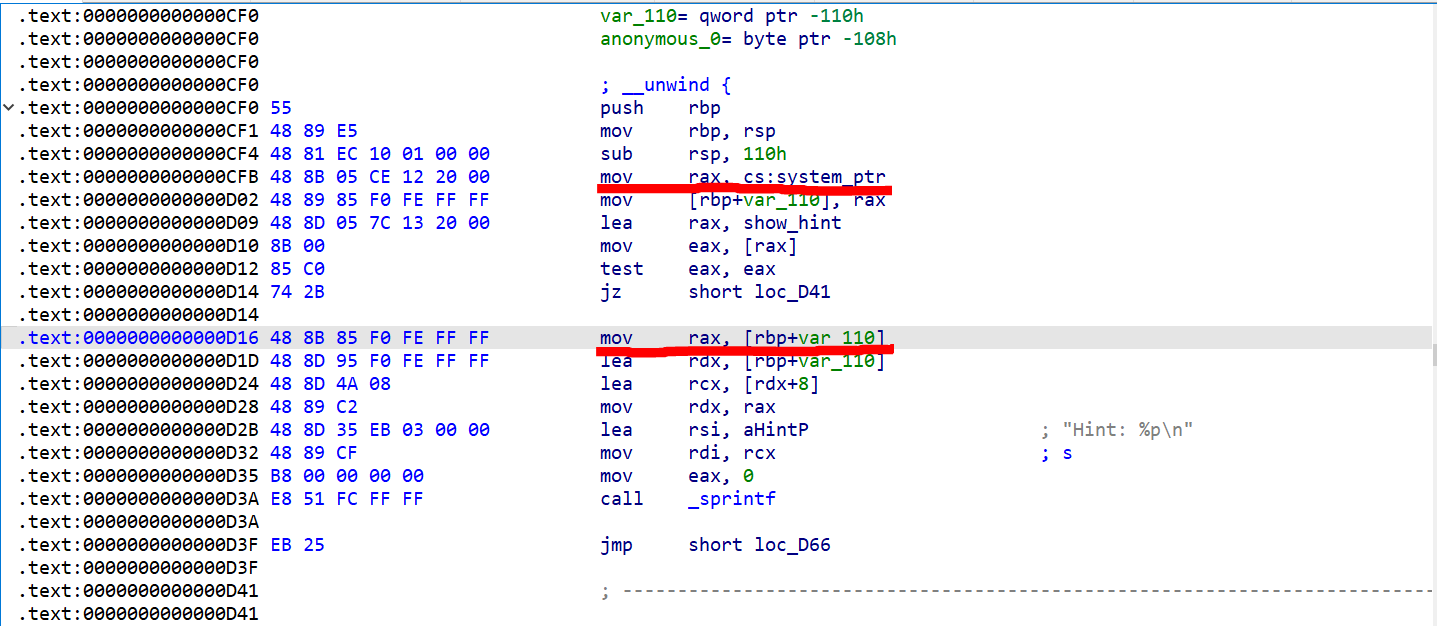 .text:0000000000000CF0 var_110= qword ptr -110h
.text:0000000000000CF0 anonymous_0= byte ptr -108h
.text:0000000000000CF0
.text:0000000000000CF0 ; __unwind {
.text:0000000000000CF0 55 push rbp
.text:0000000000000CF1 48 89 E5 mov rbp, rsp
.text:0000000000000CF4 48 81 EC 10 01 00 00 sub rsp, 110h
.text:0000000000000CFB 48 8B 05 CE 12 20 00 mov rax, cs:system_ptr
.text:0000000000000D02 48 89 85 F0 FE FF FF mov [rbp+var_110], rax
.text:0000000000000D09 48 8D 05 7C 13 20 00 lea rax, show_hint
.text:0000000000000D10 8B 00 mov eax, [rax]
.text:0000000000000D12 85 C0 test eax, eax
.text:0000000000000D14 74 2B jz short loc_D41
.text:0000000000000D14
.text:0000000000000D16 48 8B 85 F0 FE FF FF mov rax, [rbp+var_110]
.text:0000000000000D1D 48 8D 95 F0 FE FF FF lea rdx, [rbp+var_110]
.text:0000000000000D24 48 8D 4A 08 lea rcx, [rdx+8]
.text:0000000000000D28 48 89 C2 mov rdx, rax
.text:0000000000000D2B 48 8D 35 EB 03 00 00 lea rsi, aHintP ; "Hint: %p\n"
.text:0000000000000D32 48 89 CF mov rdi, rcx ; s
.text:0000000000000D35 B8 00 00 00 00 mov eax, 0
.text:0000000000000D3A E8 51 FC FF FF call _sprintf
.text:0000000000000D3A
.text:0000000000000D3F EB 25 jmp short loc_D66
.text:0000000000000D3F
.text:0000000000000D41 ; ---------------------------------------------------------------------------
.text:0000000000000D41